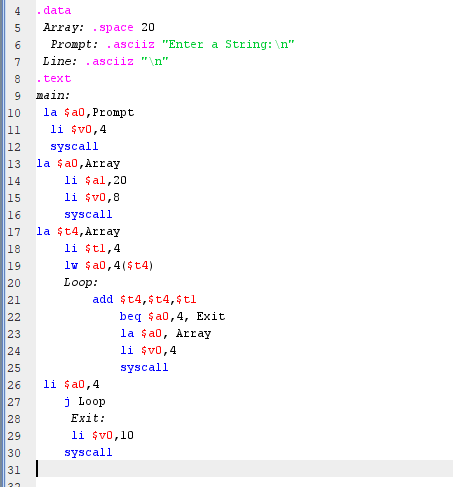 4 .data
5 Array: .space 20
6 Prompt: .asciiz "Enter a String:\n"
7 Line: .asciiz "\n"
8 .text
9 main:
10 la $a0,Prompt
11 li $v0,4
12 syscall
13 la $a0,Array
14 li $a1,20
15 li $v0,8
16 syscall
17 la $t4,Array
18 li $t1,4
19 lw $a0,4($t4)
20 Loop:
21 add $t4,$t4,$t1
22 beq $a0,4, Exit
23 la $a0, Array
24 li $v0,4
25 syscall
26 li $a0,4
27 j Loop
28 Exit:
29 li $v0,10
30 syscall
31
32